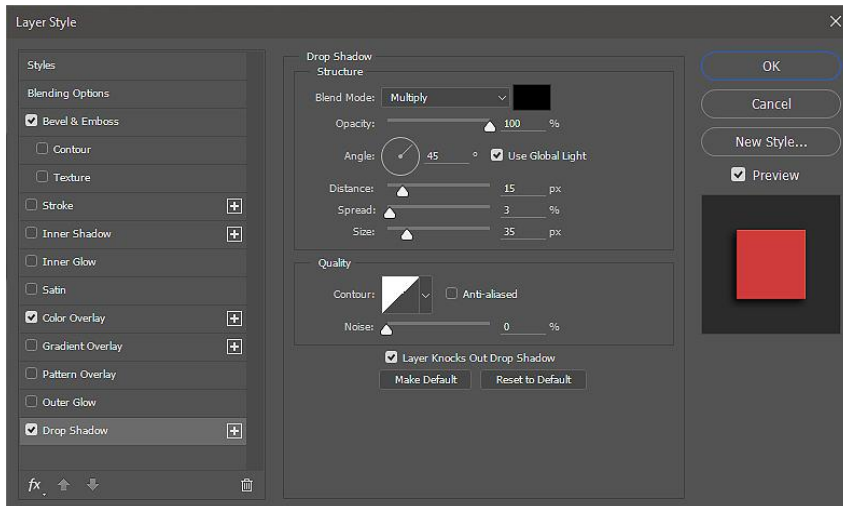 Layer Style
Styles
Blending Options
Bevel & Emboss
Contour
Texture
Stroke
Inner Shadow
Inner Glow
Satin
Color Overlay
Gradient Overlay
Pattern Overlay
Outer Glow
Drop Shadow
fx
Drop Shadow
Structure
Blend Mode: Multiply
Opacity: 100 %
Angle: 45 ° Use Global Light
Distance: 15 px
Spread: 3 %
Size: 35 px
Quality
Contour: Anti-aliased
Noise: 0 %
Layer Knocks Out Drop Shadow
Make Default Reset to Default
OK
Cancel
New Style...
Preview